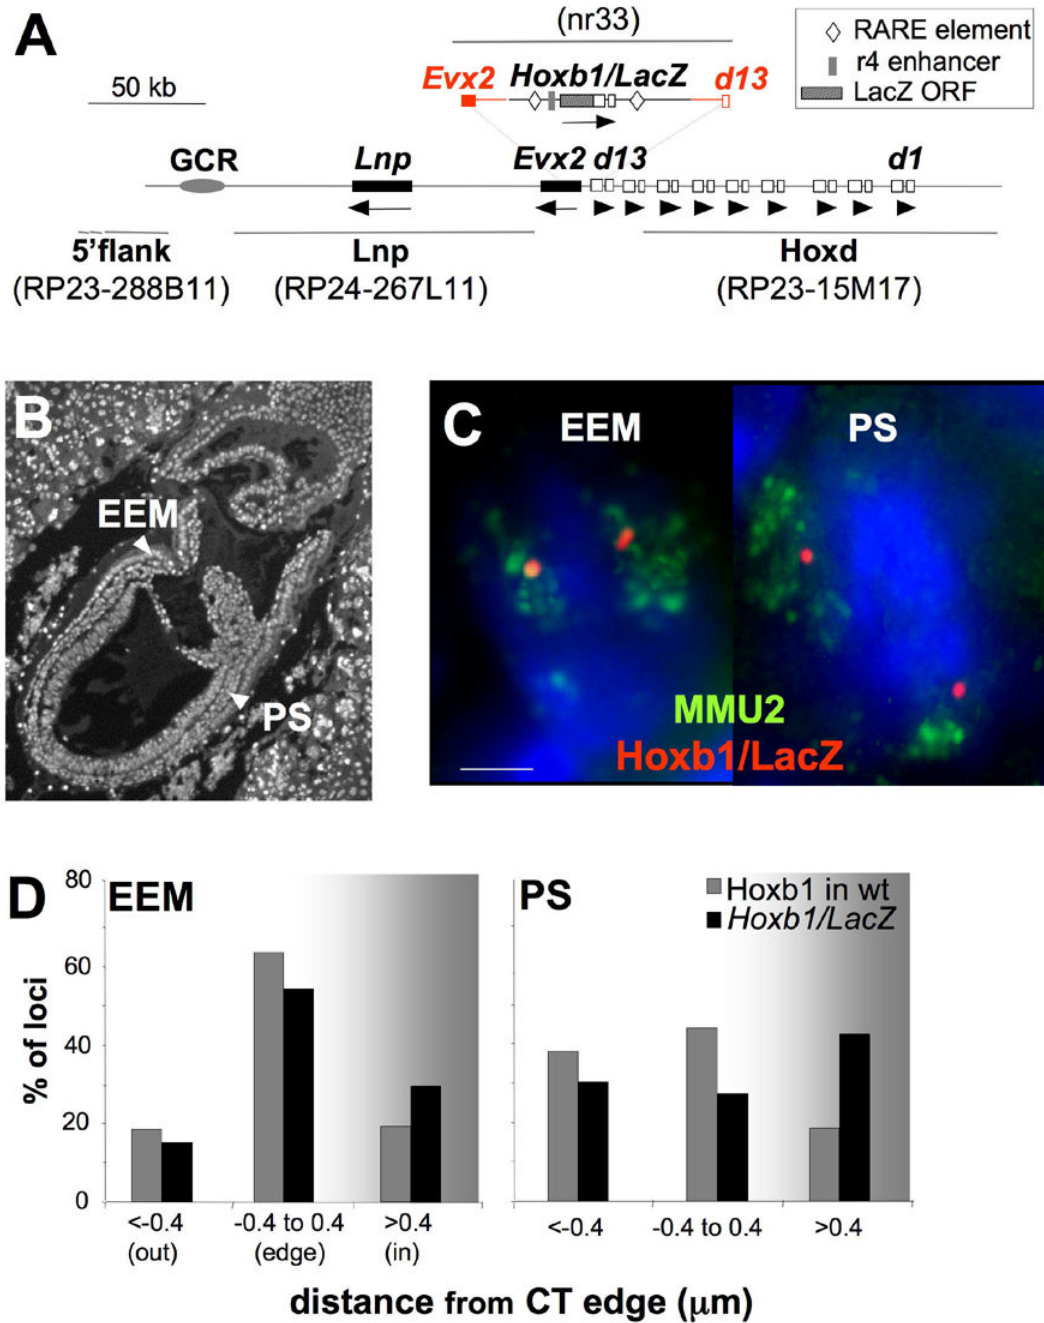 A
(nr33)
RARE element
r4 enhancer
LacZ ORF
50 kb
Evx2 Hoxb1/LacZ d13
GCR Lnp Evx2 d13 d1
5'flank Lnp Hoxd
(RP23-288B11) (RP24-267L11) (RP23-15M17)
B
EEM
PS
C
EEM PS
MMU2
Hoxb1/LacZ
D
EEM
PS
Hoxb1 in wt
Hoxb1/LacZ
% of loci
80
60
40
20
0
<-0.4 -0.4 to 0.4 >0.4
(out) (edge) (in)
<-0.4 -0.4 to 0.4 >0.4
distance from CT edge (μm)